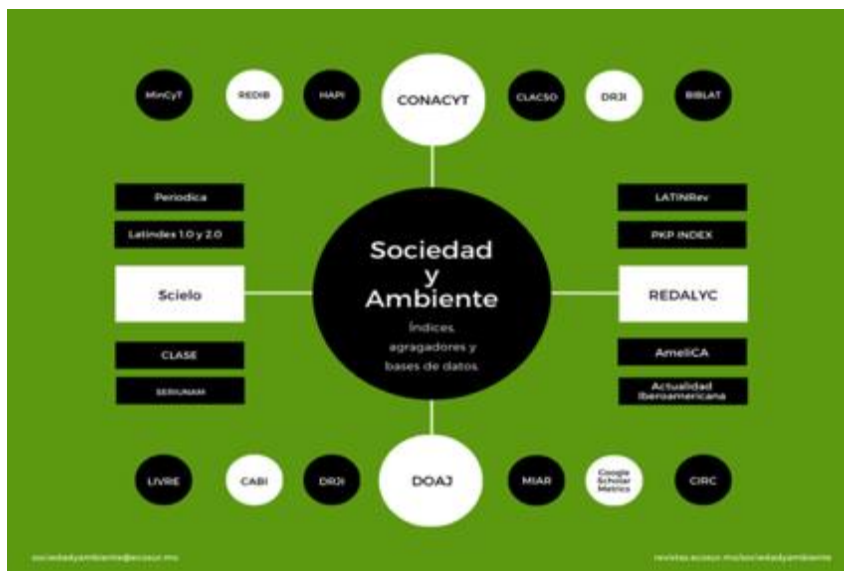 MinCyT
REDIB
HAPI
CONACYT
CLACSO
DRJI
BIBLAT
Periodica
Latindex 1.0 y 2.0
Scielo
CLASE
SERIUNAM
Sociedad
y
Ambiente
Índices,
agragadores y
bases de datos.
LATINRev
PKP INDEX
REDALYC
AmeliCA
Actualidad
Iberoamericana
LIVRE
CABI
DRJI
DOAJ
MIAR
Google
Scholar
Metrics
CIRC
sociedadyambiente@ecosur.mx
revistas.ecosur.mx/sociedadyambiente